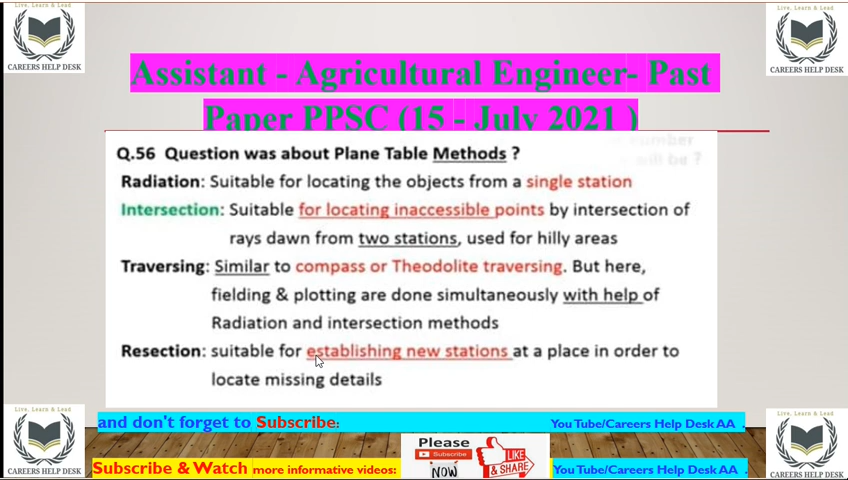 Live, Learn & Lead
CAREERS HELP DESK
Live, Learn & Lead
CAREERS HELP DESK
Assistant - Agricultural Engineer- Past
Paper PPSC (15 - July 2021 )
umber
will be ?
Q.56 Question was about Plane Table Methods ?
Radiation: Suitable for locating the objects from a single station
Intersection: Suitable for locating inaccessible points by intersection of
rays dawn from two stations, used for hilly areas
Traversing: Similar to compass or Theodolite traversing. But here,
fielding & plotting are done simultaneously with help of
Radiation and intersection methods
Resection: suitable for establishing new stations at a place in order to
locate missing details
Live, Learn & Lead
CAREERS HELP DESK
Live, Learn & Lead
CAREERS HELP DESK
and don't forget to Subscribe: You Tube/Careers Help Desk AA .
Please
Subscribe
NOW
LIKE
& SHARE
Subscribe & Watch more informative videos: You Tube/Careers Help Desk AA .